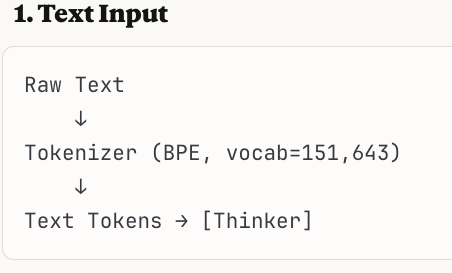 1. Text Input
Raw Text
↓
Tokenizer (BPE, vocab=151,643)
↓
Text Tokens → [Thinker]